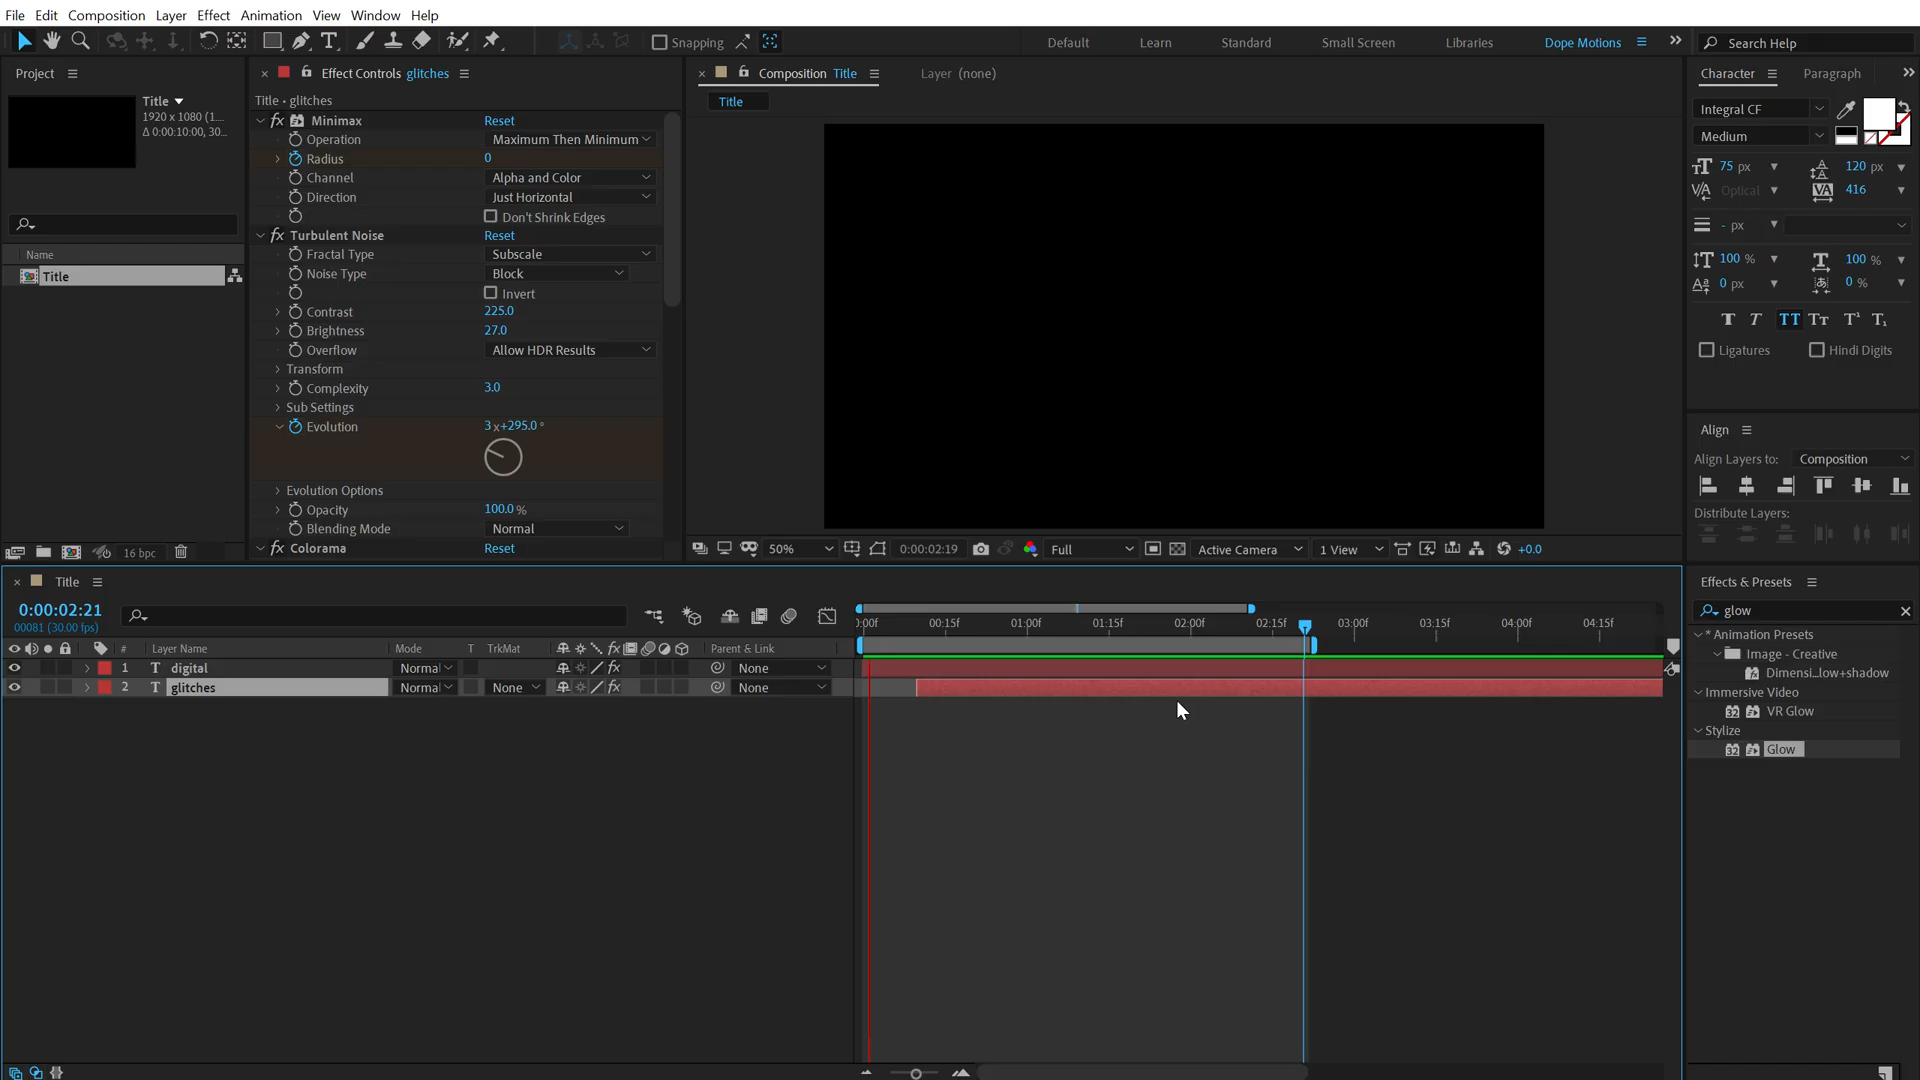 File Edit Composition Layer Effect Animation View Window Help
Snapping Default Learn Standard Small Screen Libraries Dope Motions Search Help
Project
Title
1920 x 1080 (1...
Δ 0:00:10:00, 30...
Name
Title
16 bpc
Effect Controls glitches
Title • glitches
fx Minimax Reset
Operation Maximum Then Minimum
Radius 0
Channel Alpha and Color
Direction Just Horizontal
Don't Shrink Edges
fx Turbulent Noise Reset
Fractal Type Subscale
Noise Type Block
Invert
Contrast 225.0
Brightness 27.0
Overflow Allow HDR Results
Transform
Complexity 3.0
Sub Settings
Evolution 3x+295.0°
Evolution Options
Opacity 100.0 %
Blending Mode Normal
fx Colorama Reset
Composition Title Layer (none)
Title
50% 0:00:02:19 Full Active Camera 1 View +0.0
Character Paragraph
Integral CF
Medium
75 px 120 px
Optical 416
- px
100 % 100 %
0 px 0 %
Ligatures Hindi Digits
Align
Align Layers to: Composition
Distribute Layers:
Effects & Presets
glow
* Animation Presets
Image - Creative
Dimensi...low+shadow
Immersive Video
VR Glow
Stylize
Glow
Title
0:00:02:21
00081 (30.00 fps)
# Layer Name Mode T TrkMat Parent & Link
1 T digital Normal None
2 T glitches Normal None None
):00f 00:15f 01:00f 01:15f 02:00f 02:15f 03:00f 03:15f 04:00f 04:15f